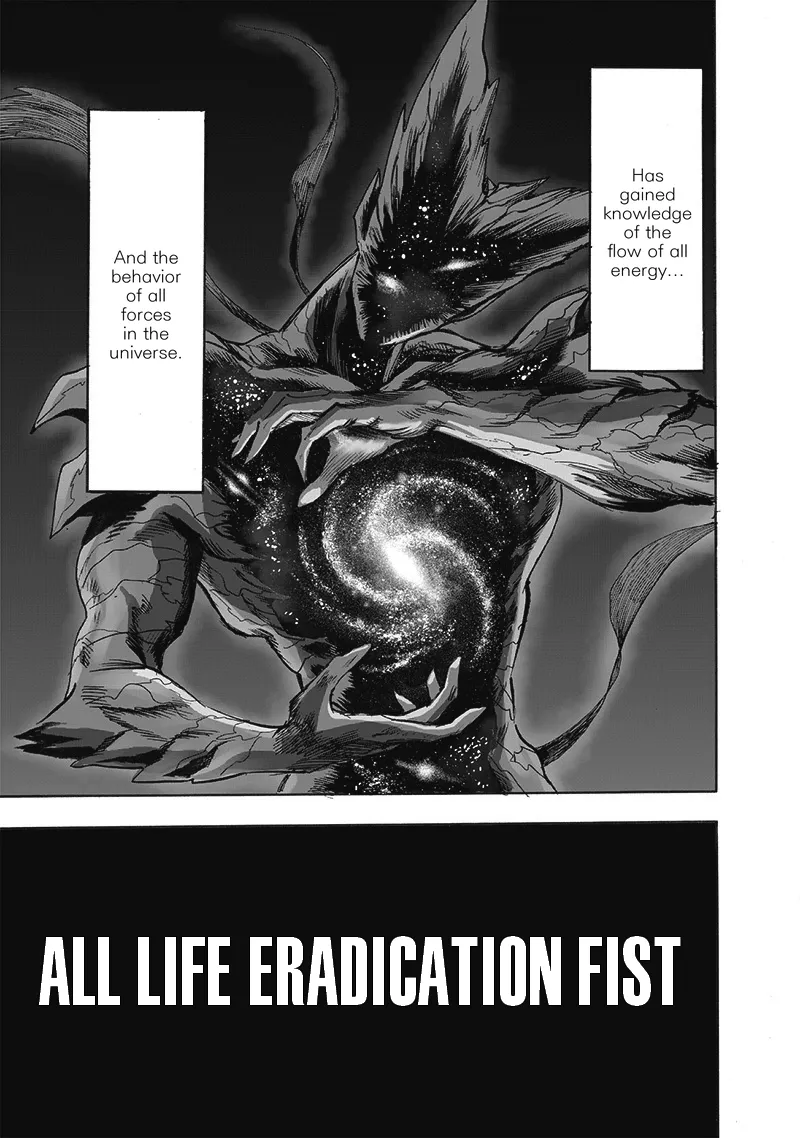 Has
gained
knowledge
of the
flow of all
energy...
And the
behavior
of all
forces
in the
universe.
ALL LIFE ERADICATION FIST